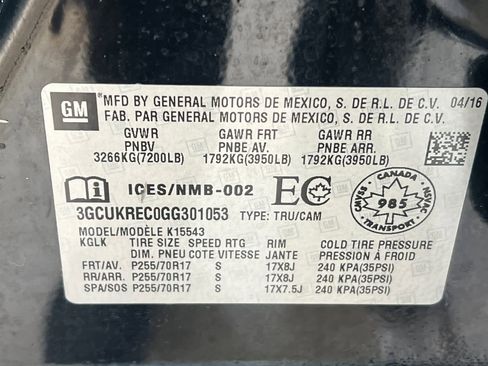 GM
MFD BY GENERAL MOTORS DE MEXICO, S. DE R.L. DE C.V. 04/16
FAB. PAR GENERAL MOTORS DE MEXICO, S. DE R.L. DE C.V.
GVWR GAWR FRT GAWR RR
PNBV PNBE AV. PNBE ARR.
3266KG(7200LB) 1792KG(3950LB) 1792KG(3950LB)
i ICES/NMB-002 EC
CANADA
CMVSS 985 NSVAC
TRANSPORT
3GCUKREC0GG301053 TYPE: TRU/CAM
MODEL/MODÈLE K15543
KGLK TIRE SIZE SPEED RTG RIM COLD TIRE PRESSURE
DIM. PNEU COTE VITESSE JANTE PRESSION À FROID
FRT/AV. P255/70R17 S 17X8J 240 KPA(35PSI)
RR/ARR. P255/70R17 S 17X8J 240 KPA(35PSI)
SPA/SOS P255/70R17 S 17X7.5J 240 KPA(35PSI)